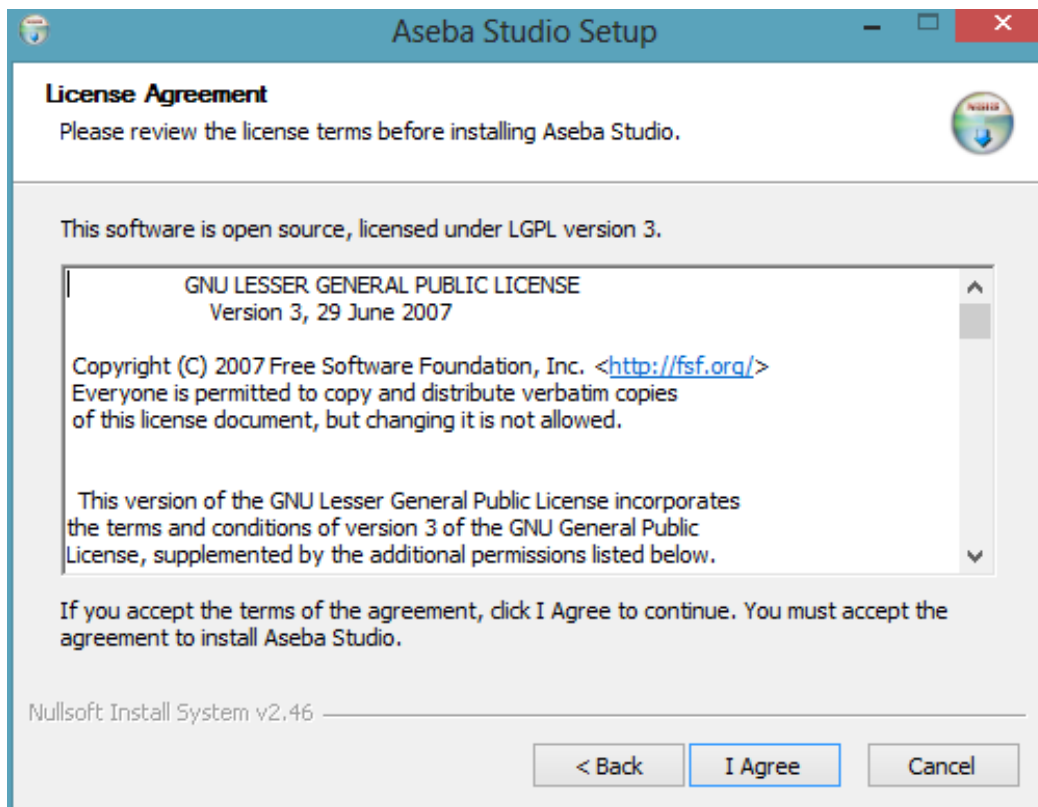 Aseba Studio Setup
License Agreement
Please review the license terms before installing Aseba Studio.
NSIS
This software is open source, licensed under LGPL version 3.
GNU LESSER GENERAL PUBLIC LICENSE
Version 3, 29 June 2007
Copyright (C) 2007 Free Software Foundation, Inc. <http://fsf.org/>
Everyone is permitted to copy and distribute verbatim copies
of this license document, but changing it is not allowed.
This version of the GNU Lesser General Public License incorporates
the terms and conditions of version 3 of the GNU General Public
License, supplemented by the additional permissions listed below.
If you accept the terms of the agreement, click I Agree to continue. You must accept the
agreement to install Aseba Studio.
Nullsoft Install System v2.46
< Back I Agree Cancel